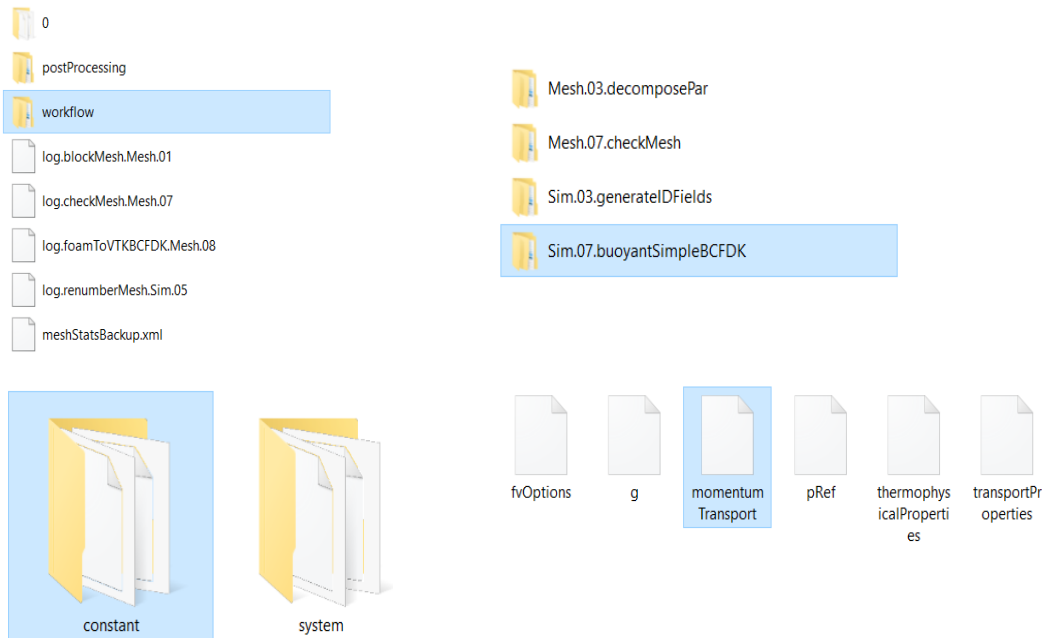 0
postProcessing
workflow
log.blockMesh.Mesh.01
log.checkMesh.Mesh.07
log.foamToVTKBCFDK.Mesh.08
log.renumberMesh.Sim.05
meshStatsBackup.xml
Mesh.03.decomposePar
Mesh.07.checkMesh
Sim.03.generateIDFields
Sim.07.buoyantSimpleBCFDK
constant
system
fvOptions
g
momentum
Transport
pRef
thermophys
icalProperti
es
transportPr
operties